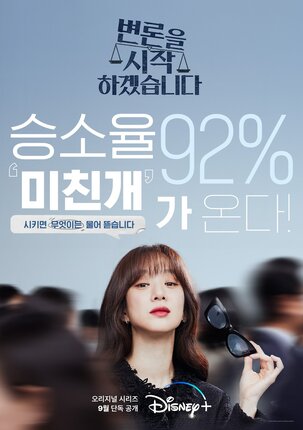 변론을
시작
하겠습니다
승소율 92%
'미친개'가 온다!
시키면 무엇이든 물어 뜯습니다
오리지널 시리즈
9월 단독 공개
Disney+